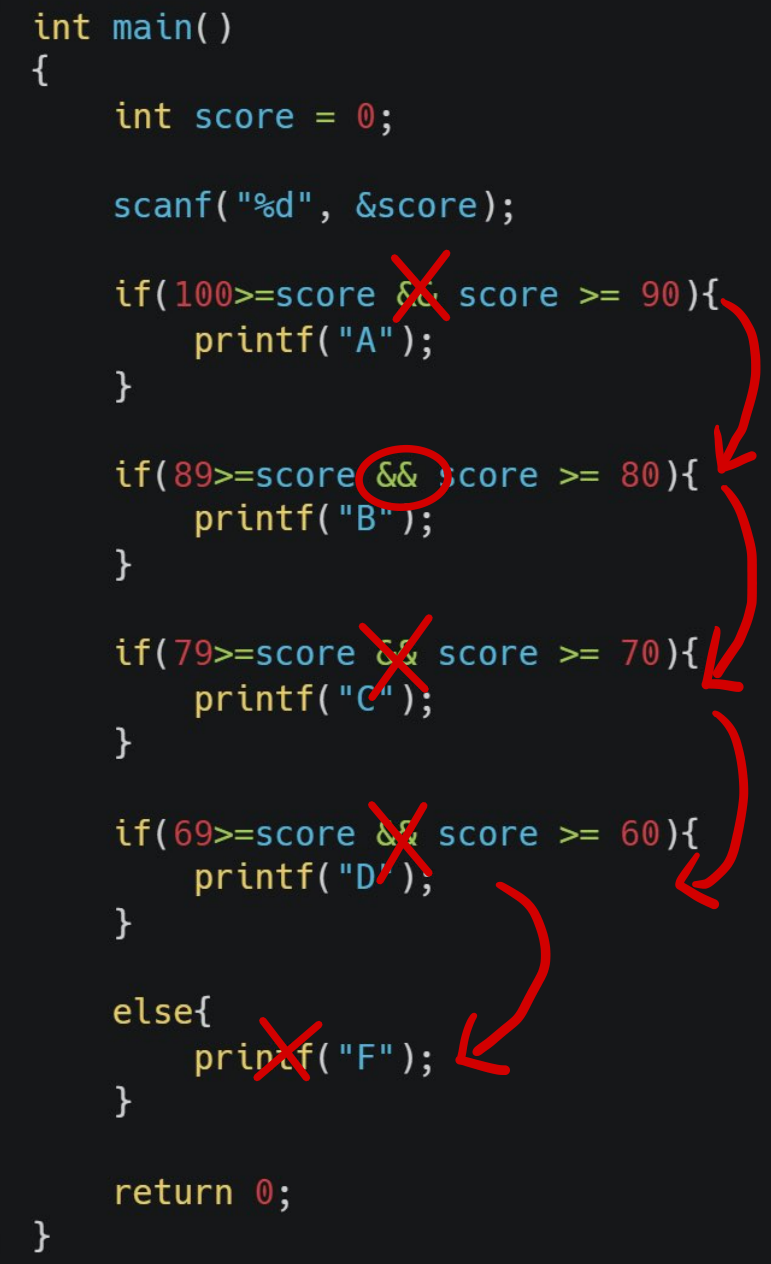 int main()
{
int score = 0;
scanf("%d", &score);
if(100>=score && score >= 90){
printf("A");
}
if(89>=score && score >= 80){
printf("B");
}
if(79>=score && score >= 70){
printf("C");
}
if(69>=score && score >= 60){
printf("D");
}
else{
printf("F");
}
return 0;
}